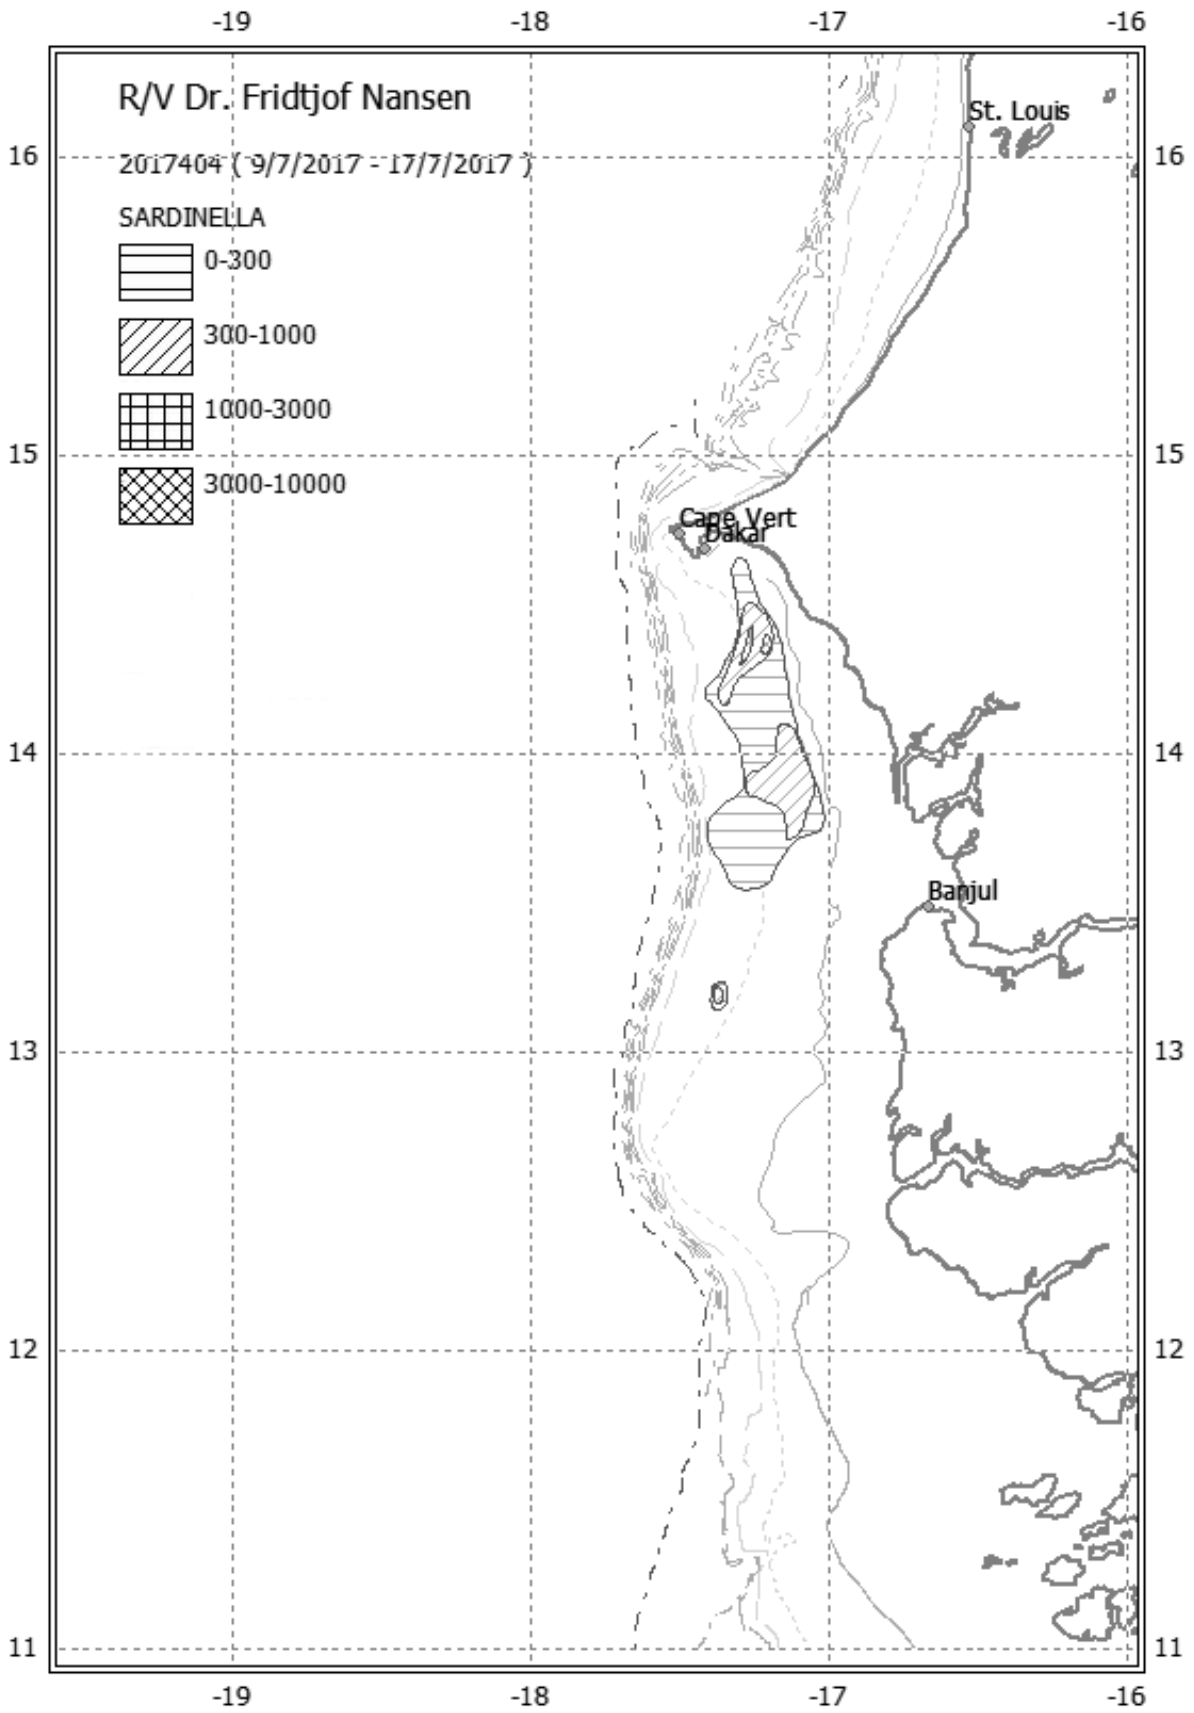 -19 -18 -17 -16
R/V Dr. Fridtjof Nansen
St. Louis
16 16
2017404 ( 9/7/2017 - 17/7/2017 )
SARDINELLA
0-300
300-1000
1000-3000
15 15
3000-10000
Cape Vert
Dakar
14 14
Banjul
13 13
12 12
11 11
-19 -18 -17 -16